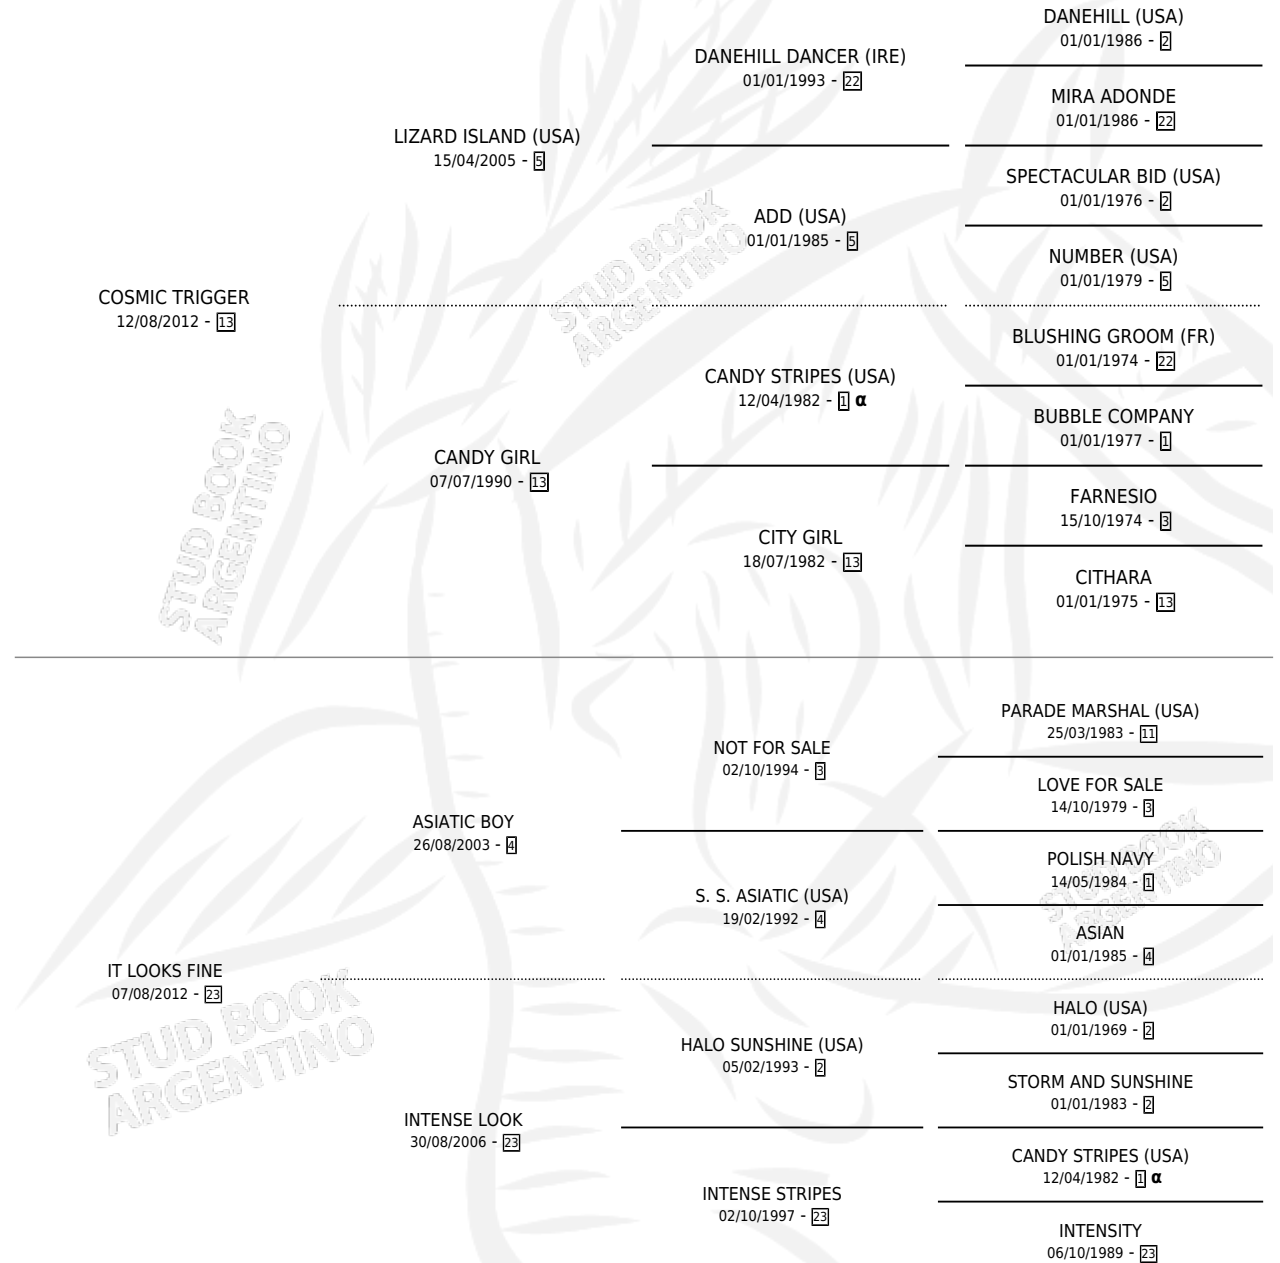 DANEHILL (USA)
01/01/1986 - 2
DANEHILL DANCER (IRE)
01/01/1993 - 22
MIRA ADONDE
01/01/1986 - 22
LIZARD ISLAND (USA)
15/04/2005 - 5
SPECTACULAR BID (USA)
01/01/1976 - 2
ADD (USA)
01/01/1985 - 5
NUMBER (USA)
01/01/1979 - 5
COSMIC TRIGGER
12/08/2012 - 13
BLUSHING GROOM (FR)
01/01/1974 - 22
CANDY STRIPES (USA)
12/04/1982 - 1 α
BUBBLE COMPANY
01/01/1977 - 1
CANDY GIRL
07/07/1990 - 13
FARNESIO
15/10/1974 - 3
CITY GIRL
18/07/1982 - 13
CITHARA
01/01/1975 - 13
PARADE MARSHAL (USA)
25/03/1983 - 11
NOT FOR SALE
02/10/1994 - 3
LOVE FOR SALE
14/10/1979 - 3
ASIATIC BOY
26/08/2003 - 4
POLISH NAVY
14/05/1984 - 1
S. S. ASIATIC (USA)
19/02/1992 - 4
ASIAN
01/01/1985 - 4
IT LOOKS FINE
07/08/2012 - 23
HALO (USA)
01/01/1969 - 2
HALO SUNSHINE (USA)
05/02/1993 - 2
STORM AND SUNSHINE
01/01/1983 - 2
INTENSE LOOK
30/08/2006 - 23
CANDY STRIPES (USA)
12/04/1982 - 1 α
INTENSE STRIPES
02/10/1997 - 23
INTENSITY
06/10/1989 - 23
STUD BOOK
ARGENTINO
STUD BOOK
ARGENTINO
STUD BOOK
ARGENTINO
STUD BOOK
ARGENTINO